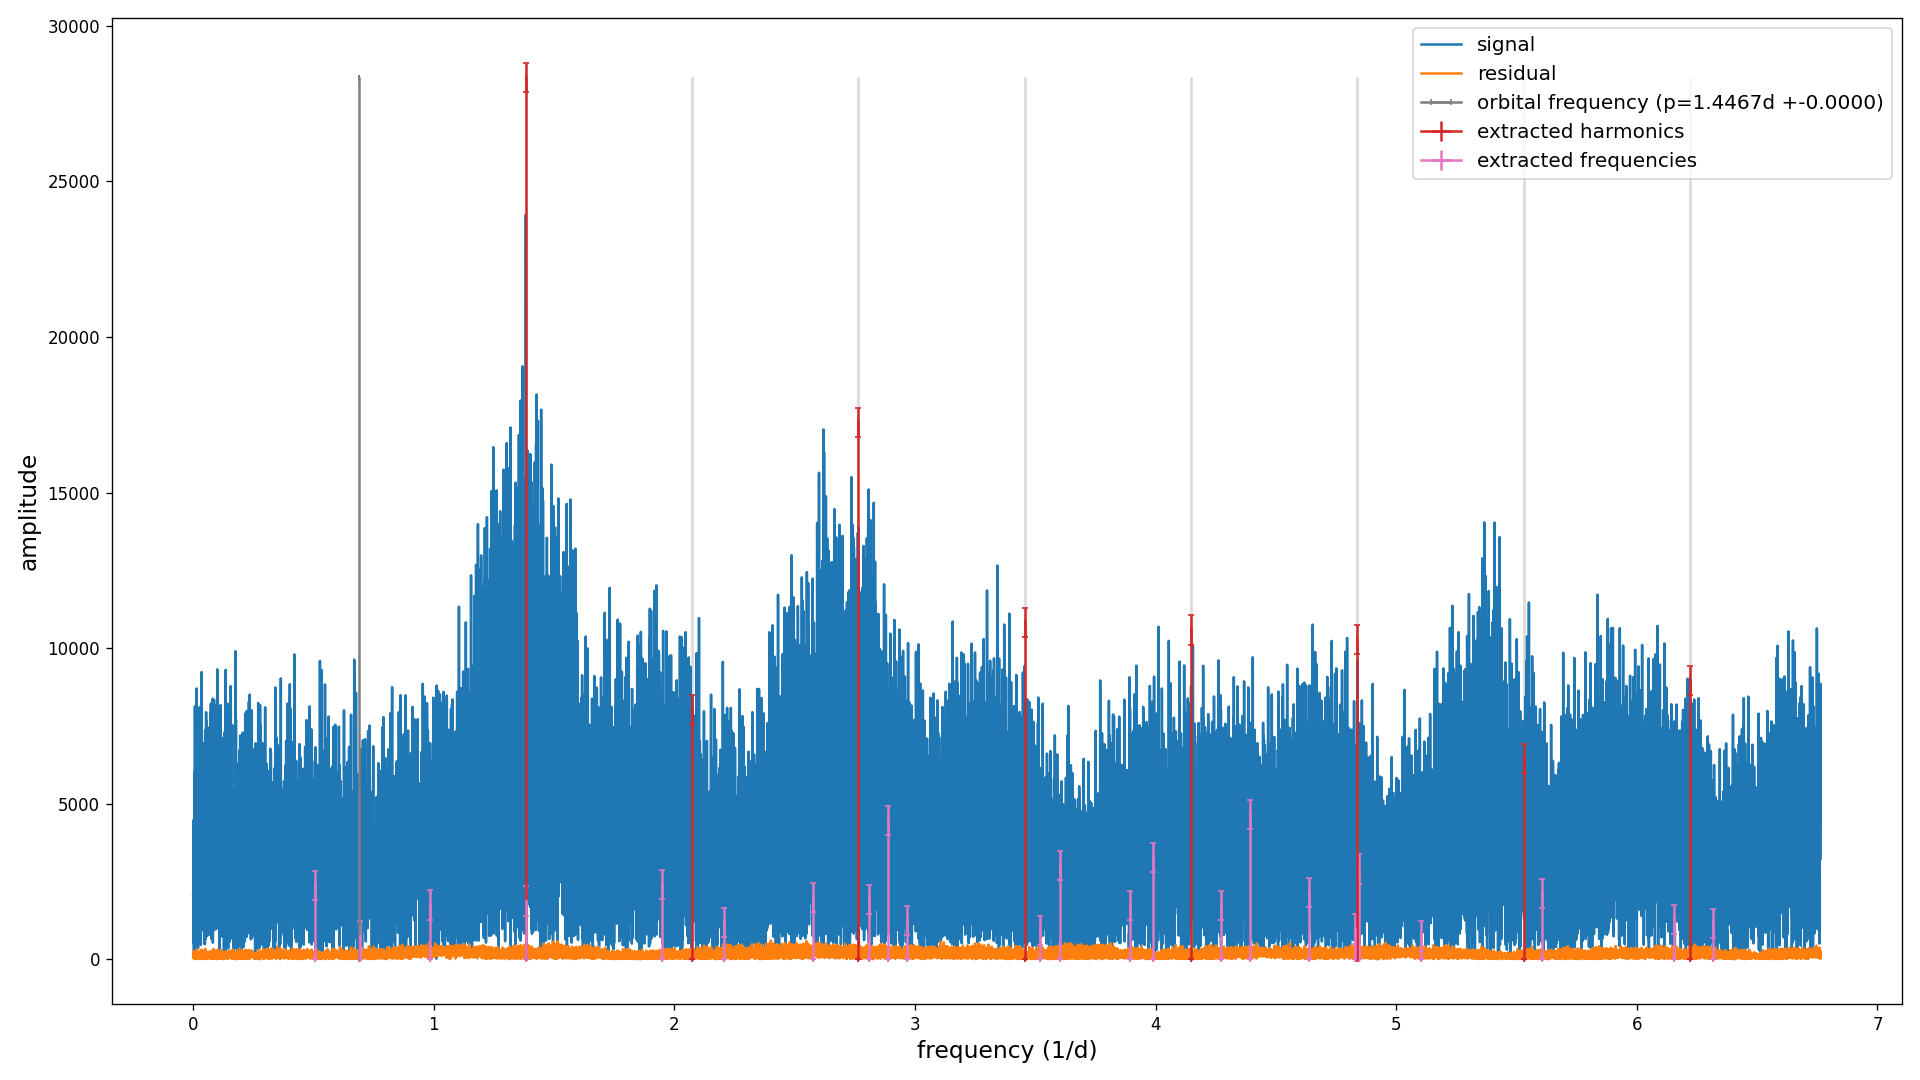 30000
25000
20000
15000
10000
5000
0
amplitude
0 1 2 3 4 5 6 7
frequency (1/d)
signal
residual
orbital frequency (p=1.4467d +-0.0000)
extracted harmonics
extracted frequencies